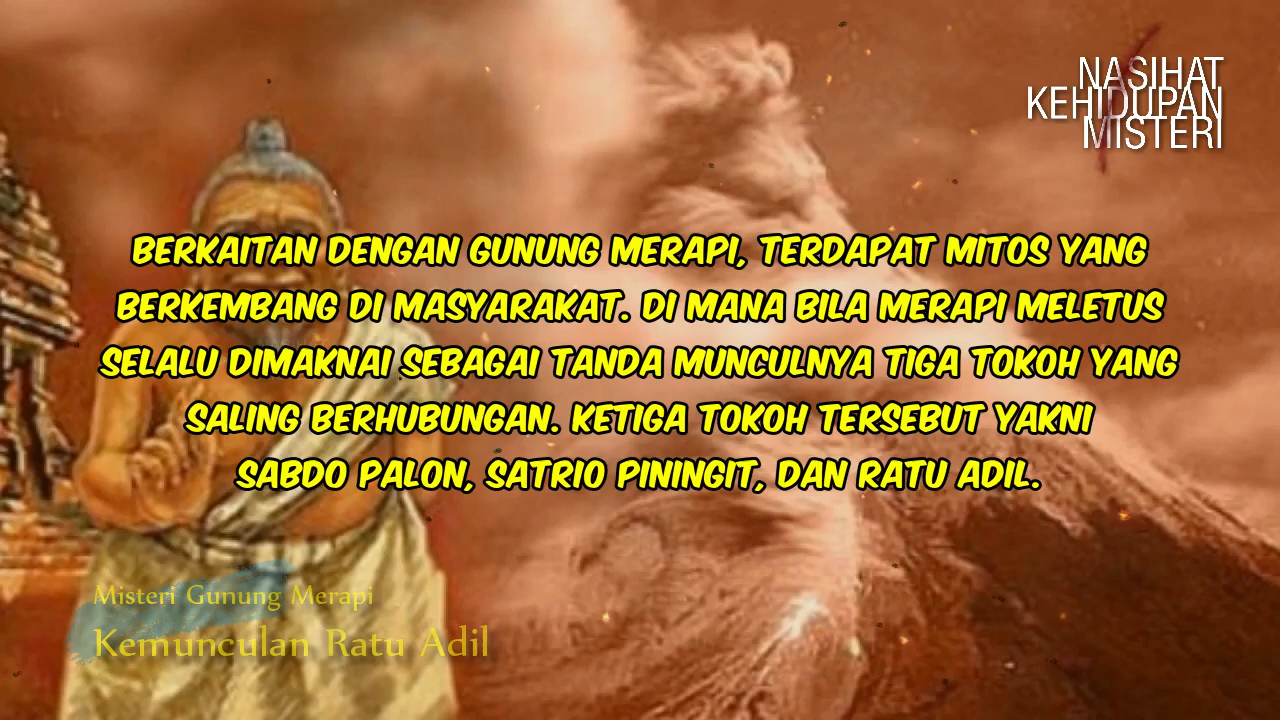 NASIHAT
KEHIDUPAN
MISTERI
BERKAITAN DENGAN GUNUNG MERAPI, TERDAPAT MITOS YANG
BERKEMBANG DI MASYARAKAT. DI MANA BILA MERAPI MELETUS
SELALU DIMAKNAI SEBAGAI TANDA MUNCULNYA TIGA TOKOH YANG
SALING BERHUBUNGAN. KETIGA TOKOH TERSEBUT YAKNI
SABDO PALON, SATRIO PININGIT, DAN RATU ADIL.
Misteri Gunung Merapi
Kemunculan Ratu Adil